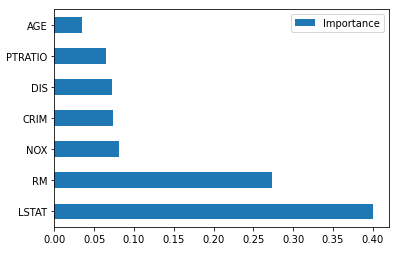 Importance
AGE
PTRATIO
DIS
CRIM
NOX
RM
LSTAT
0.00 0.05 0.10 0.15 0.20 0.25 0.30 0.35 0.40